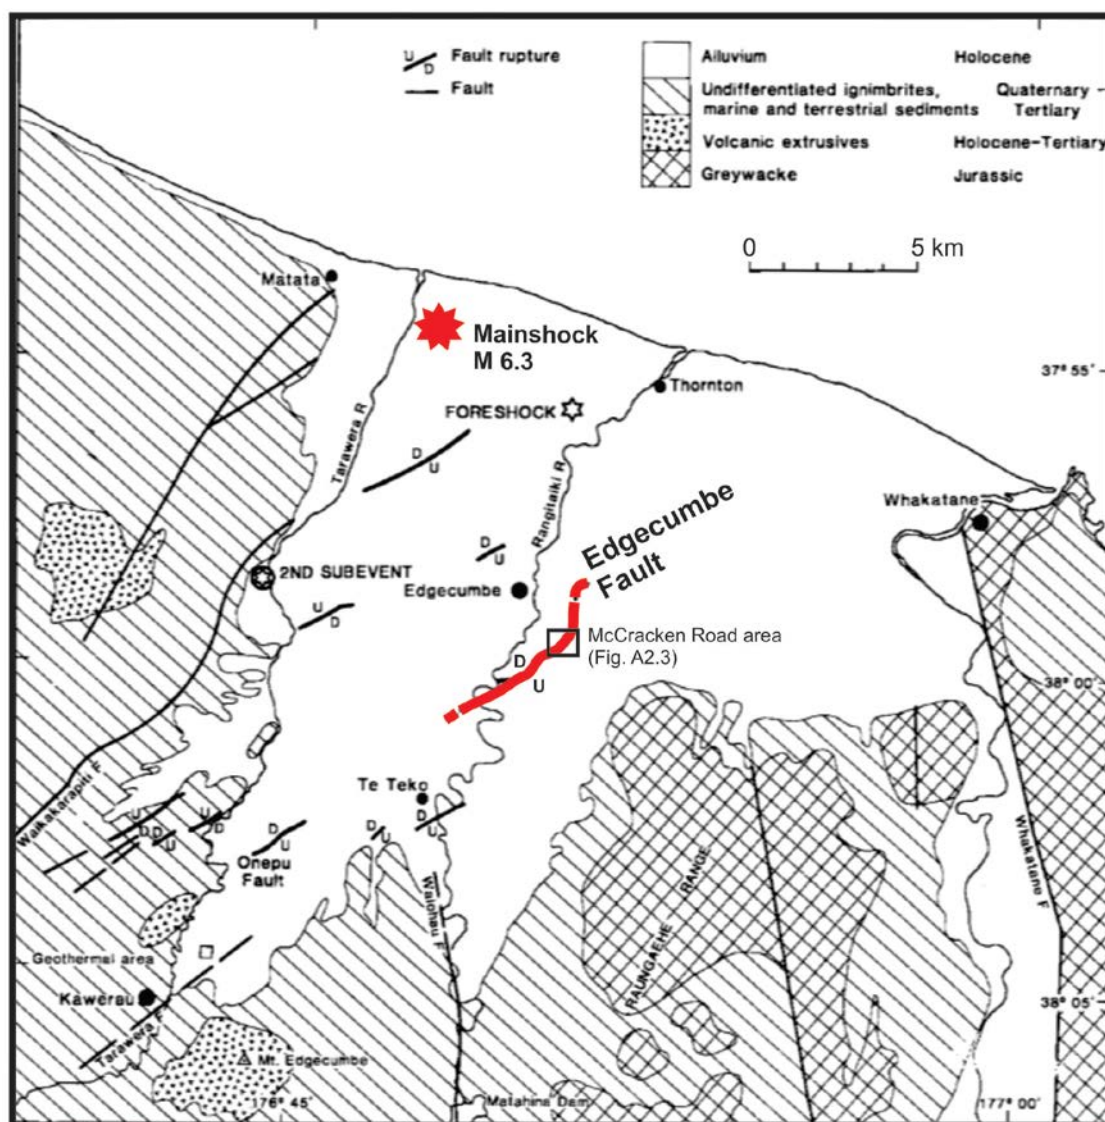 U
D
Fault rupture
Fault
Alluvium Holocene
Undifferentiated ignimbrites, Quaternary -
marine and terrestrial sediments Tertiary
Volcanic extrusives Holocene-Tertiary
Greywacke Jurassic
0 5 km
Matata
Mainshock
M 6.3
37° 55'
Thornton
FORESHOCK
Tarawera R
D
U
Rangitaiki R
Whakatane
Edgecumbe
Fault
D
U
2ND SUBEVENT
Edgecumbe
U
D
McCracken Road area
(Fig. A2.3)
D
U
38° 00'
Te Teko
Waikakarapiti F
U
D
D
U
U
D
D
U
D
U
D
U
Onepu
Fault
Whakatane F
Waiohau F
RAUNGAEHE RANGE
Geothermal area
Kawerau
38° 05'
Tarawera F
Mt. Edgecumbe
176° 45'
Matahina Dam
177° 00'